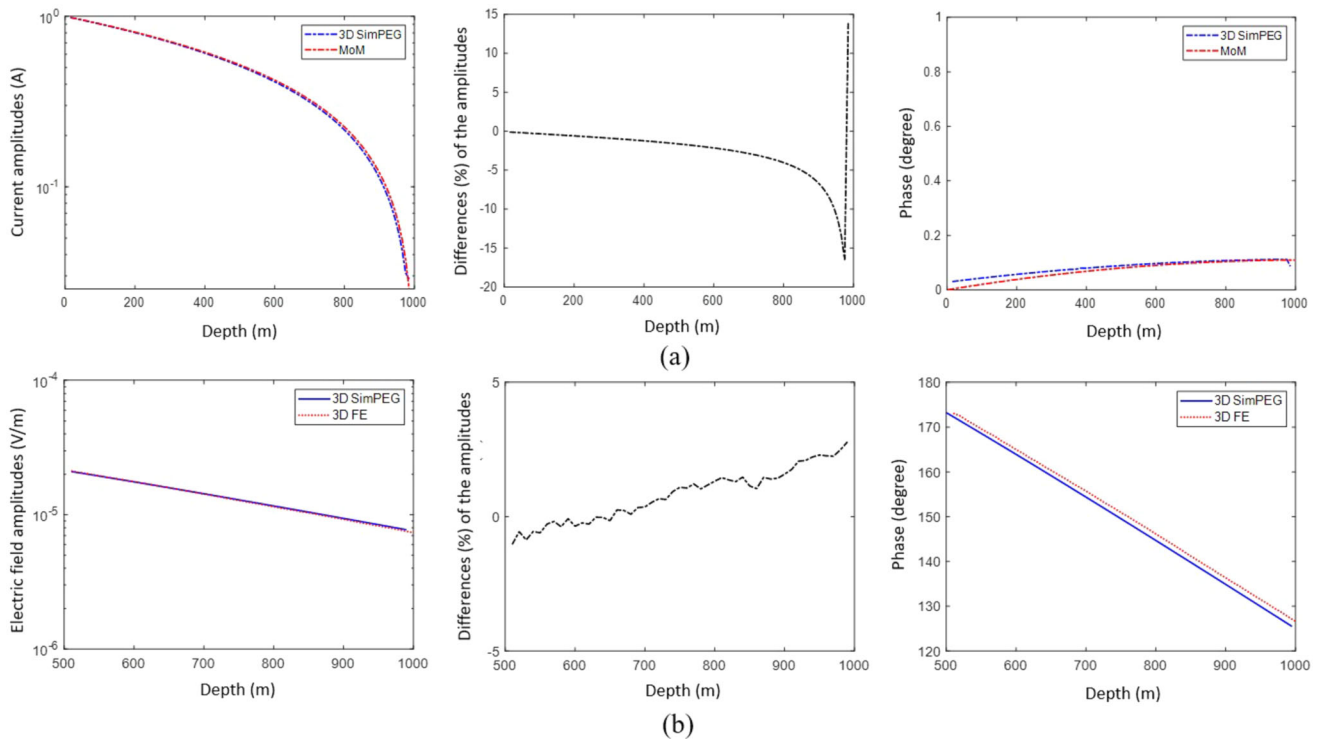 10^0
10^-1
Current amplitudes (A)
3D SimPEG
MoM
0 200 400 600 800 1000
Depth (m)
15
10
5
0
-5
-10
-15
-20
Differences (%) of the amplitudes
0 200 400 600 800 1000
Depth (m)
1
0.8
0.6
0.4
0.2
0
Phase (degree)
3D SimPEG
MoM
0 200 400 600 800 1000
Depth (m)
(a)
10^-4
10^-5
10^-6
Electric field amplitudes (V/m)
3D SimPEG
3D FE
500 600 700 800 900 1000
Depth (m)
5
0
-5
Differences (%) of the amplitudes
500 600 700 800 900 1000
Depth (m)
180
170
160
150
140
130
120
Phase (degree)
3D SimPEG
3D FE
500 600 700 800 900 1000
Depth (m)
(b)